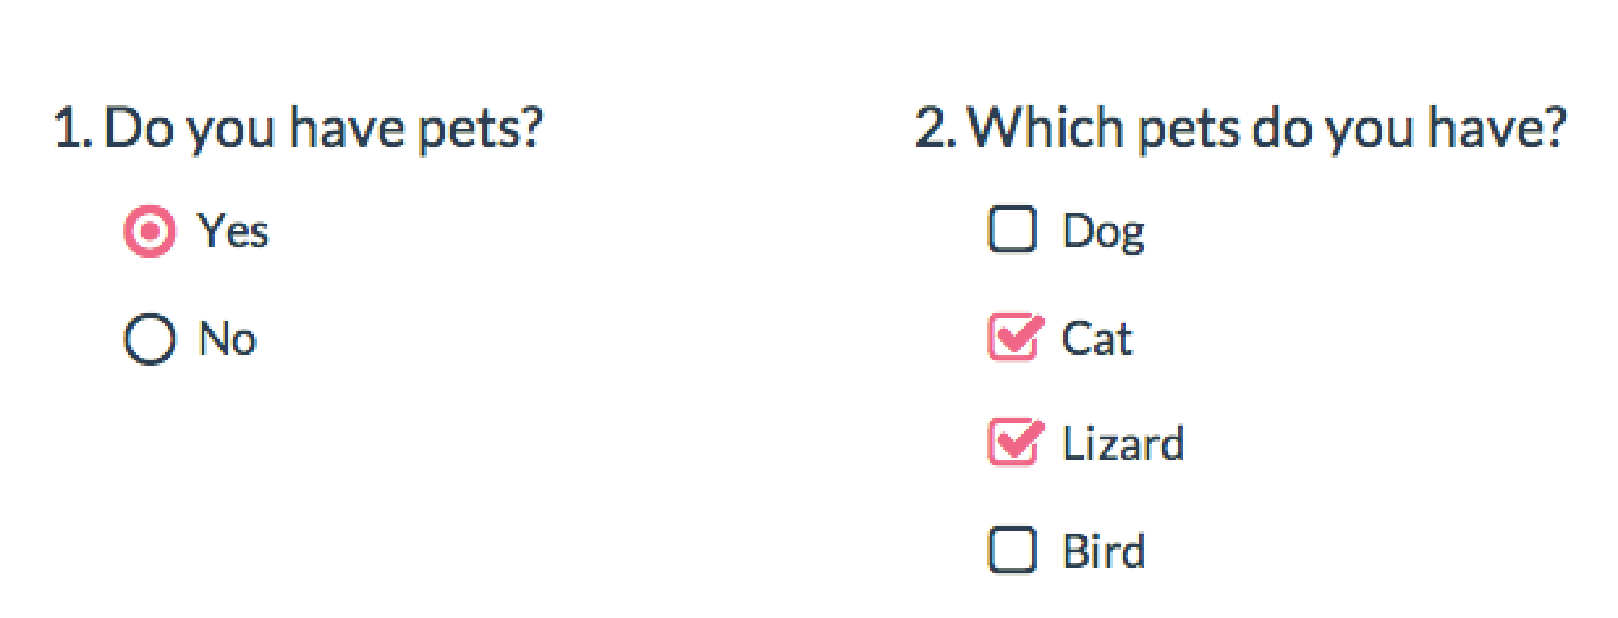 1. Do you have pets?
Yes
No
2. Which pets do you have?
Dog
Cat
Lizard
Bird